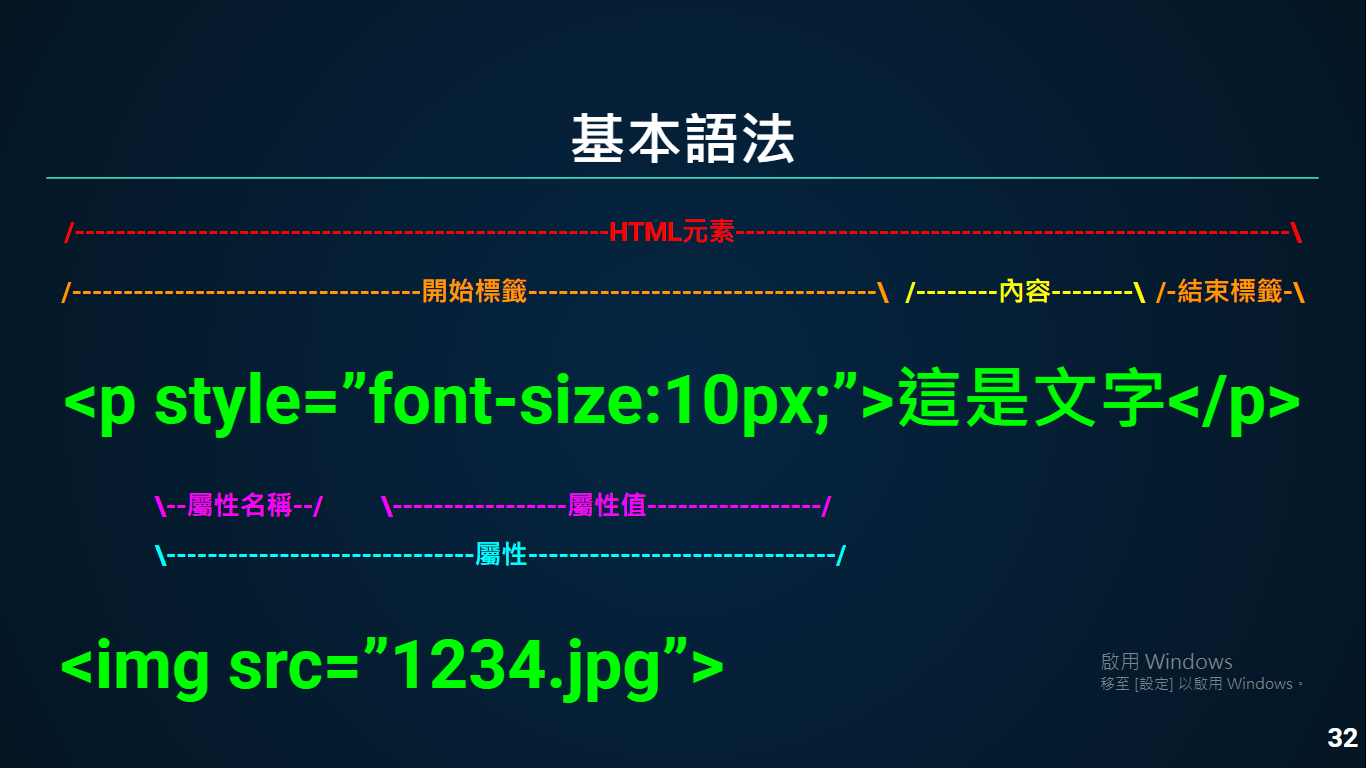 基本語法
/----------------------------------------------------HTML元素------------------------------------------------------\
/----------------------------------開始標籤----------------------------------\ /--------內容--------\ /-結束標籤-\
<p style=”font-size:10px;”>這是文字</p>
\--屬性名稱--/ \-----------------屬性值-----------------/
\------------------------------屬性------------------------------/
<img src=”1234.jpg”>
啟用 Windows
移至 [設定] 以啟用 Windows。
32